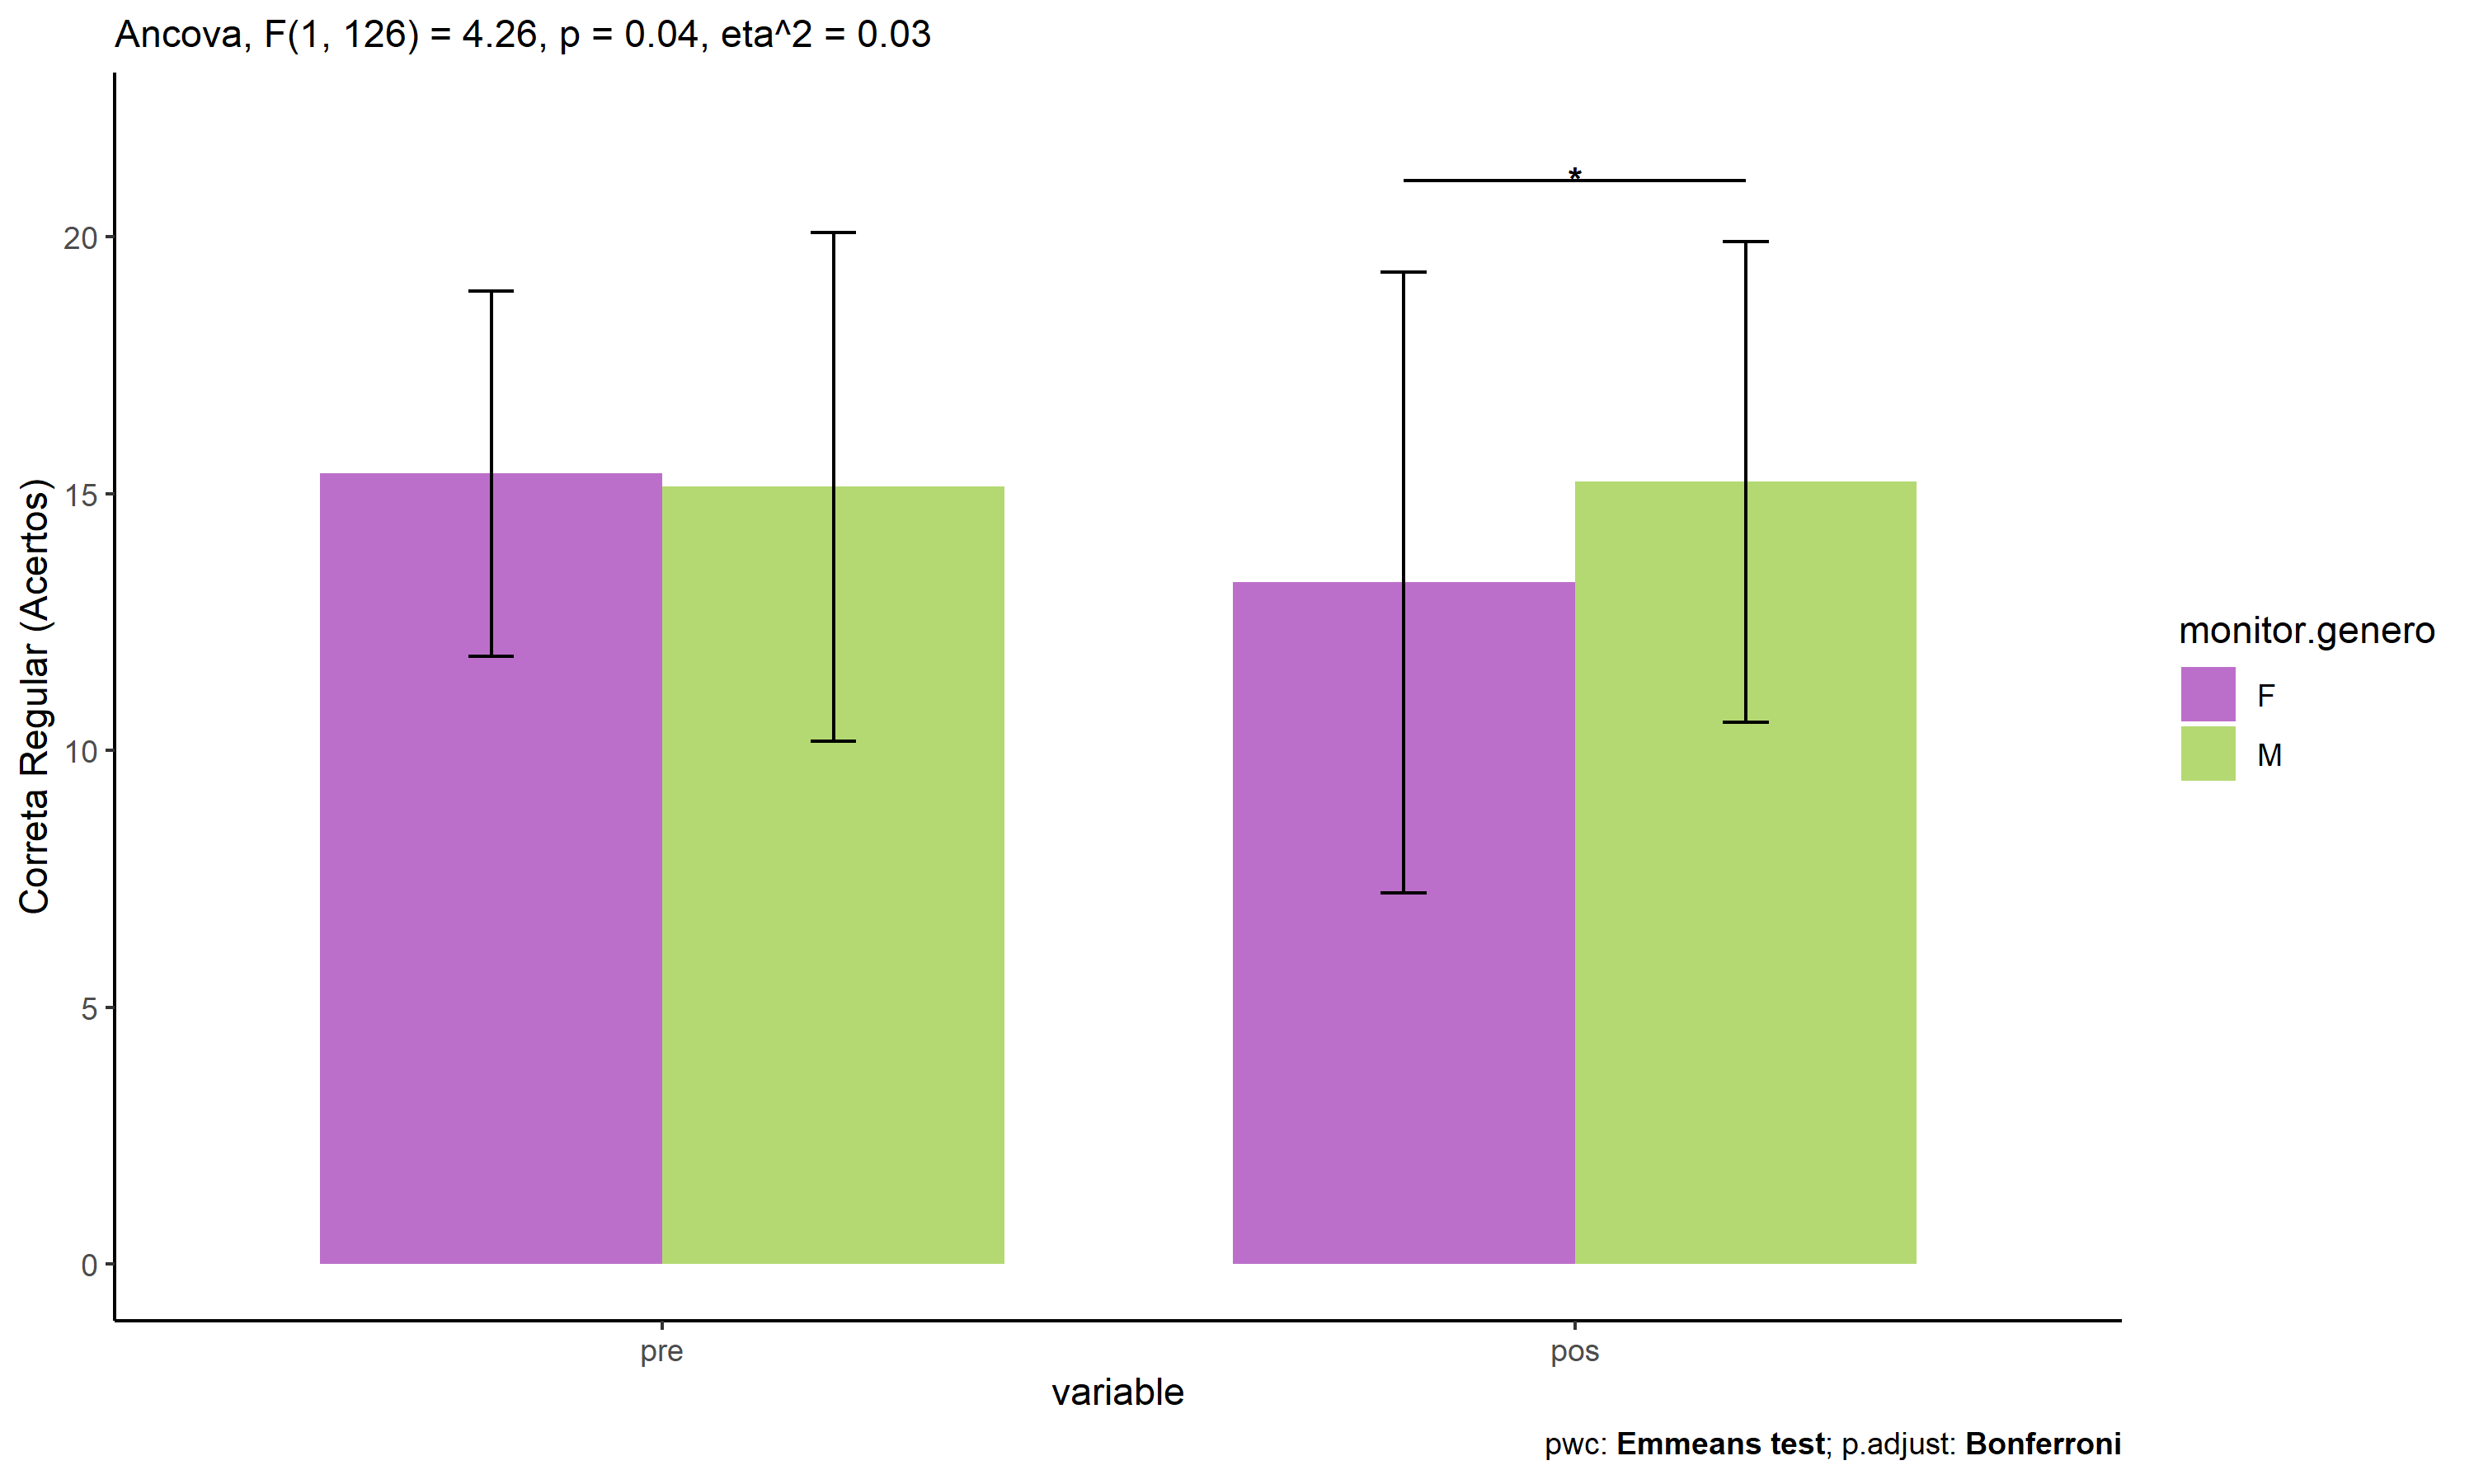 Ancova, F(1, 126) = 4.26, p = 0.04, eta^2 = 0.03
Correta Regular (Acertos)
20
15
10
5
0
*
pre
pos
variable
monitor.genero
F
M
pwc: Emmeans test; p.adjust: Bonferroni